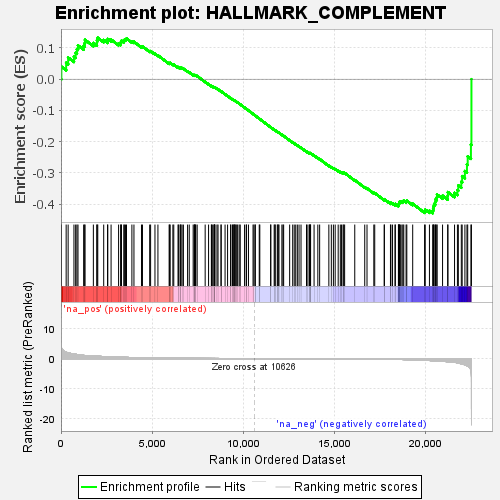 Enrichment plot: HALLMARK_COMPLEMENT
Enrichment score (ES)
0.1
0.0
-0.1
-0.2
-0.3
-0.4
'na_pos' (positively correlated)
Ranked list metric (PreRanked)
10
0
-10
-20
Zero cross at 10626
'na_neg' (negatively correlated)
0
5,000
10,000
15,000
20,000
Rank in Ordered Dataset
Enrichment profile
Hits
Ranking metric scores